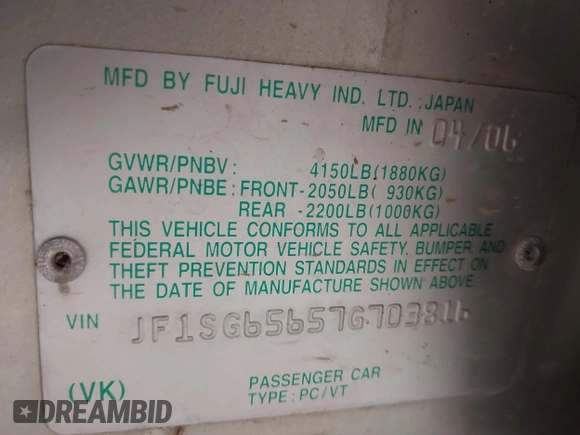 MFD BY FUJI HEAVY IND. LTD. :JAPAN
MFD IN 04/06
GVWR/PNBV: 4150LB(1880KG)
GAWR/PNBE: FRONT-2050LB( 930KG)
REAR -2200LB(1000KG)
THIS VEHICLE CONFORMS TO ALL APPLICABLE
FEDERAL MOTOR VEHICLE SAFETY, BUMPER AND
THEFT PREVENTION STANDARDS IN EFFECT ON
THE DATE OF MANUFACTURE SHOWN ABOVE.
VIN JF1SG65657G703816
(VK) PASSENGER CAR
TYPE: PC/VT
DREAMBID